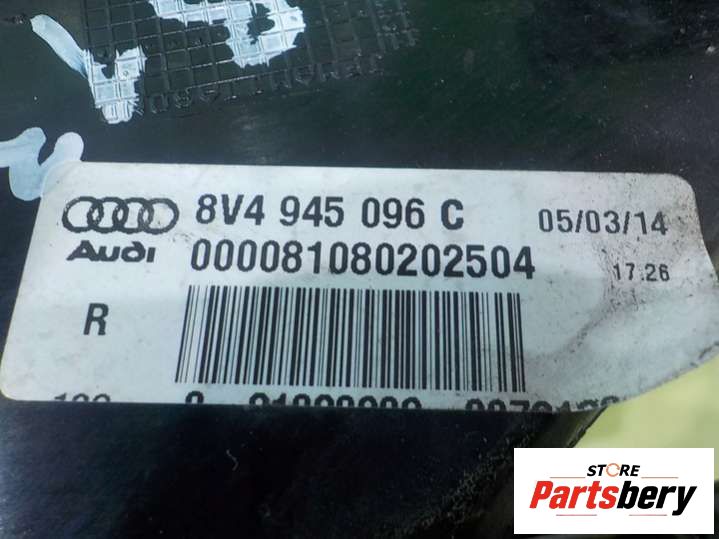 8V4 945 096 C 05/03/14
Audi 000081080202504 17.26
R
STORE
Partsbery